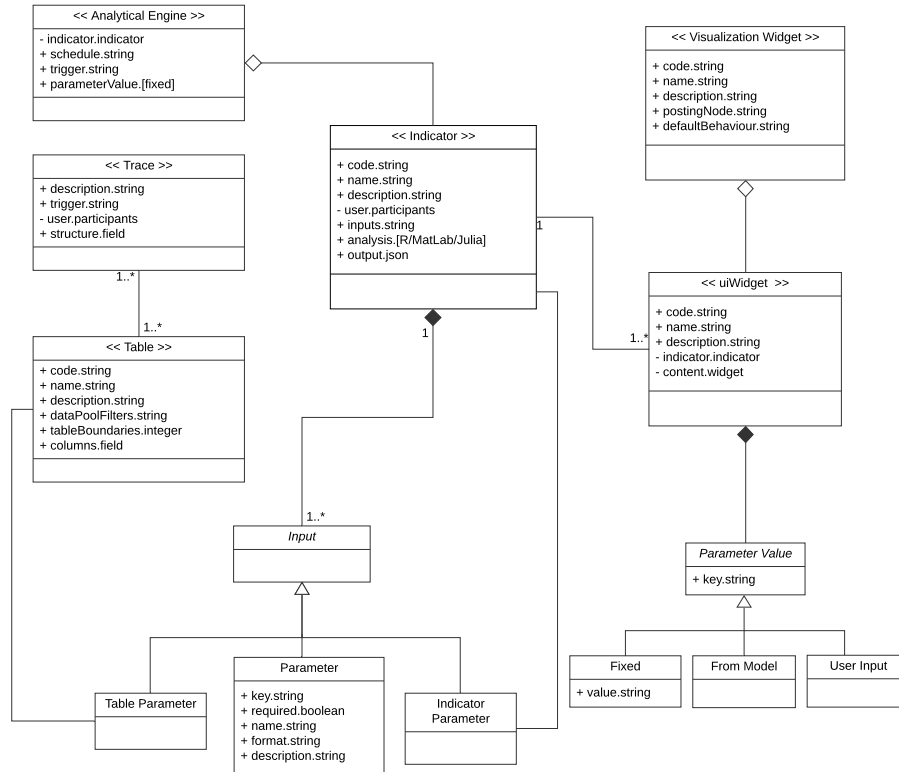 << Analytical Engine >>
- indicator.indicator
+ schedule.string
+ trigger.string
+ parameterValue.[fixed]
<< Visualization Widget >>
+ code.string
+ name.string
+ description.string
+ postingNode.string
+ defaultBehaviour.string
<< Indicator >>
+ code.string
+ name.string
+ description.string
- user.participants
+ inputs.string
+ analysis.[R/MatLab/Julia]
+ output.json
<< Trace >>
+ description.string
+ trigger.string
- user.participants
+ structure.field
1
1..*
1..*
1
1..*
<< uiWidget >>
+ code.string
+ name.string
+ description.string
- indicator.indicator
- content.widget
<< Table >>
+ code.string
+ name.string
+ description.string
+ dataPoolFilters.string
+ tableBoundaries.integer
+ columns.field
1..*
Input
Parameter Value
+ key.string
Fixed
+ value.string
From Model
User Input
Table Parameter
Parameter
+ key.string
+ required.boolean
+ name.string
+ format.string
+ description.string
Indicator
Parameter